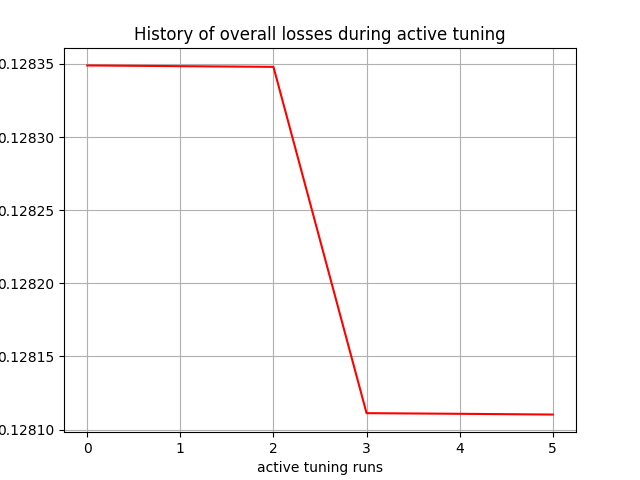 History of overall losses during active tuning
0.12835
0.12830
0.12825
0.12820
0.12815
0.12810
0 1 2 3 4 5
active tuning runs